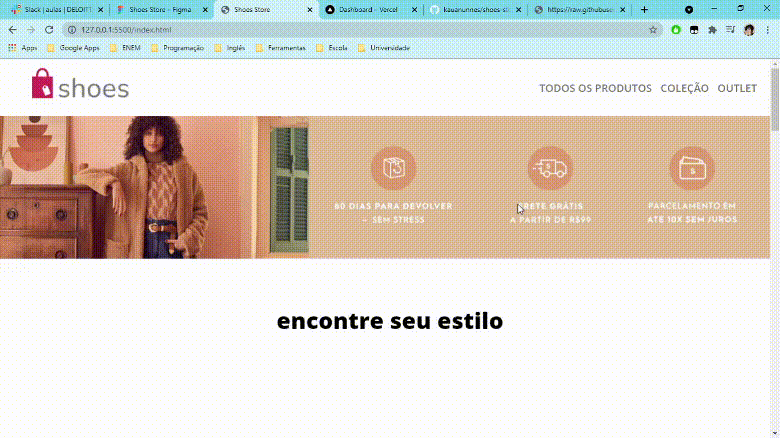 Slack | aulas | DELOITT
Shoes Store - Figma
Shoes Store
Dashboard - Vercel
kauanunnes/shoes-st
https://raw.githubuse
127.0.0.1:5500/index.html
Apps Google Apps ENEM Programação Inglês Ferramentas Escola Universidade
shoes
TODOS OS PRODUTOS COLEÇÃO OUTLET
60 DIAS PARA DEVOLVER
– SEM STRESS
FRETE GRÁTIS
A PARTIR DE R$99
PARCELAMENTO EM
ATÉ 10X SEM JUROS
encontre seu estilo